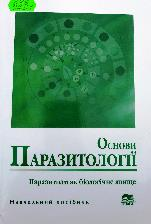 Основи
Паразитології
Паразитизм як біологічне явище
Навчальний посібник